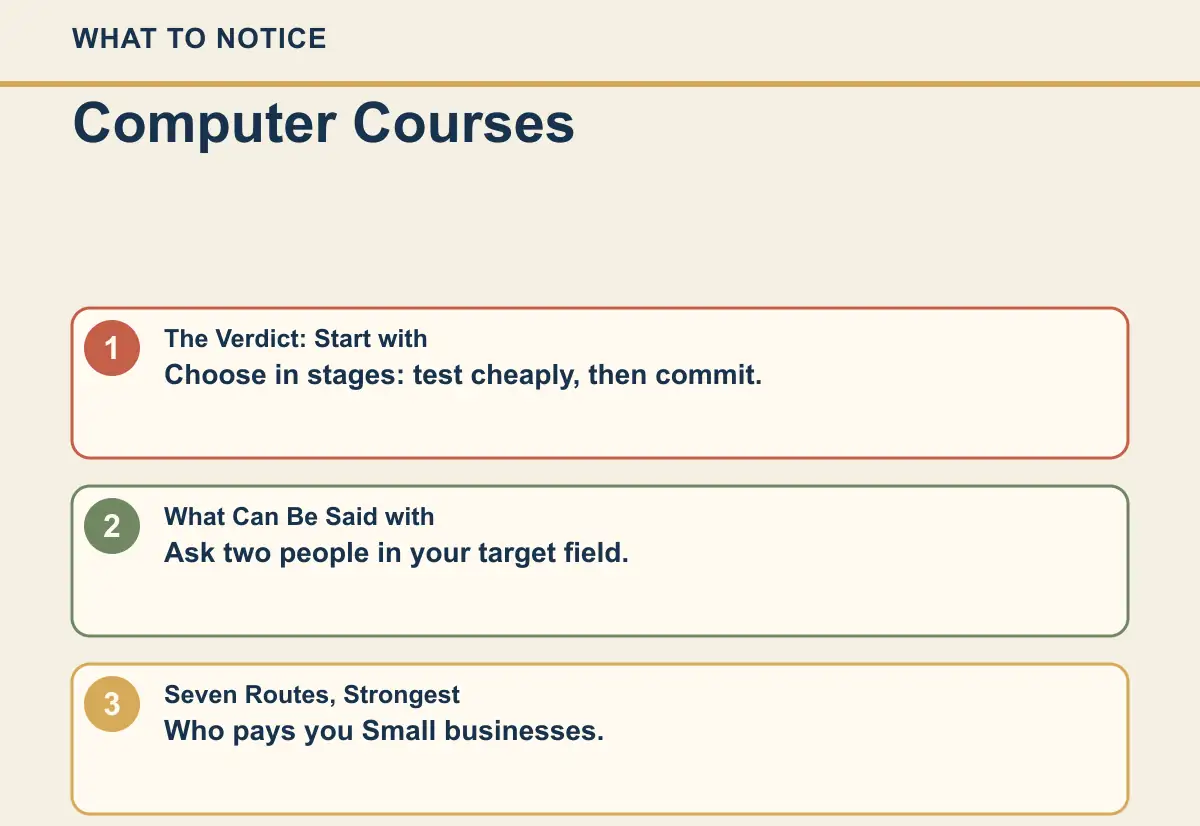 WHAT TO NOTICE
Computer Courses
1
The Verdict: Start with
Choose in stages: test cheaply, then commit.
2
What Can Be Said with
Ask two people in your target field.
3
Seven Routes, Strongest
Who pays you Small businesses.